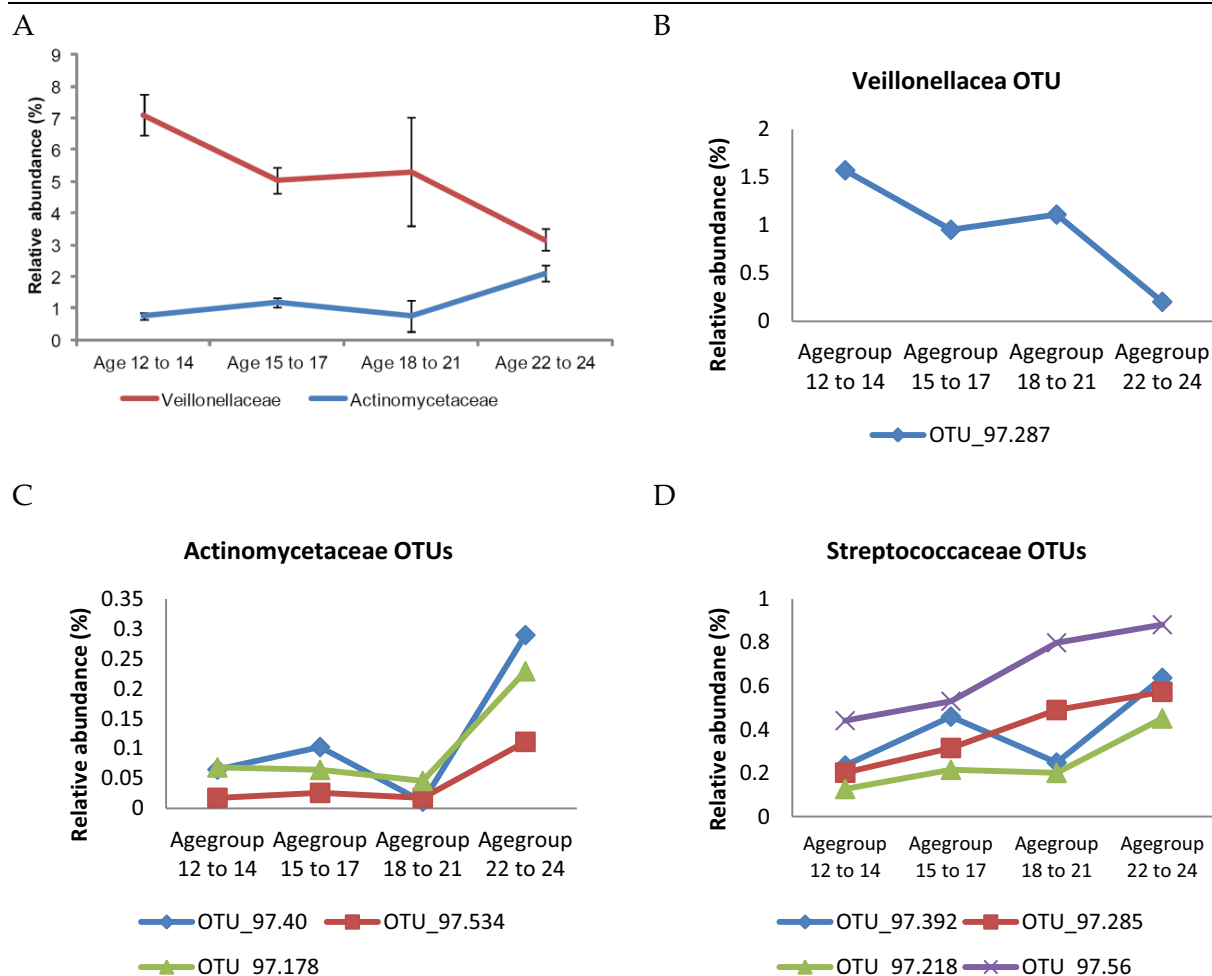 A
9
8
7
6
5
4
3
2
1
0
Relative abundance (%)
Age 12 to 14 Age 15 to 17 Age 18 to 21 Age 22 to 24
Veillonellaceae Actinomycetaceae
B
Veillonellacea OTU
2
1.5
1
0.5
0
Relative abundance (%)
Agegroup Agegroup Agegroup Agegroup
12 to 14 15 to 17 18 to 21 22 to 24
OTU_97.287
C
Actinomycetaceae OTUs
0.35
0.3
0.25
0.2
0.15
0.1
0.05
0
Relative abundance (%)
Agegroup Agegroup Agegroup Agegroup
12 to 14 15 to 17 18 to 21 22 to 24
OTU_97.40 OTU_97.534
OTU 97.178
D
Streptococcaceae OTUs
1
0.8
0.6
0.4
0.2
0
Relative abundane (%)
Agegroup Agegroup Agegroup Agegroup
12 to 14 15 to 17 18 to 21 22 to 24
OTU_97.392 OTU_97.285
OTU 97.218 OTU 97.56